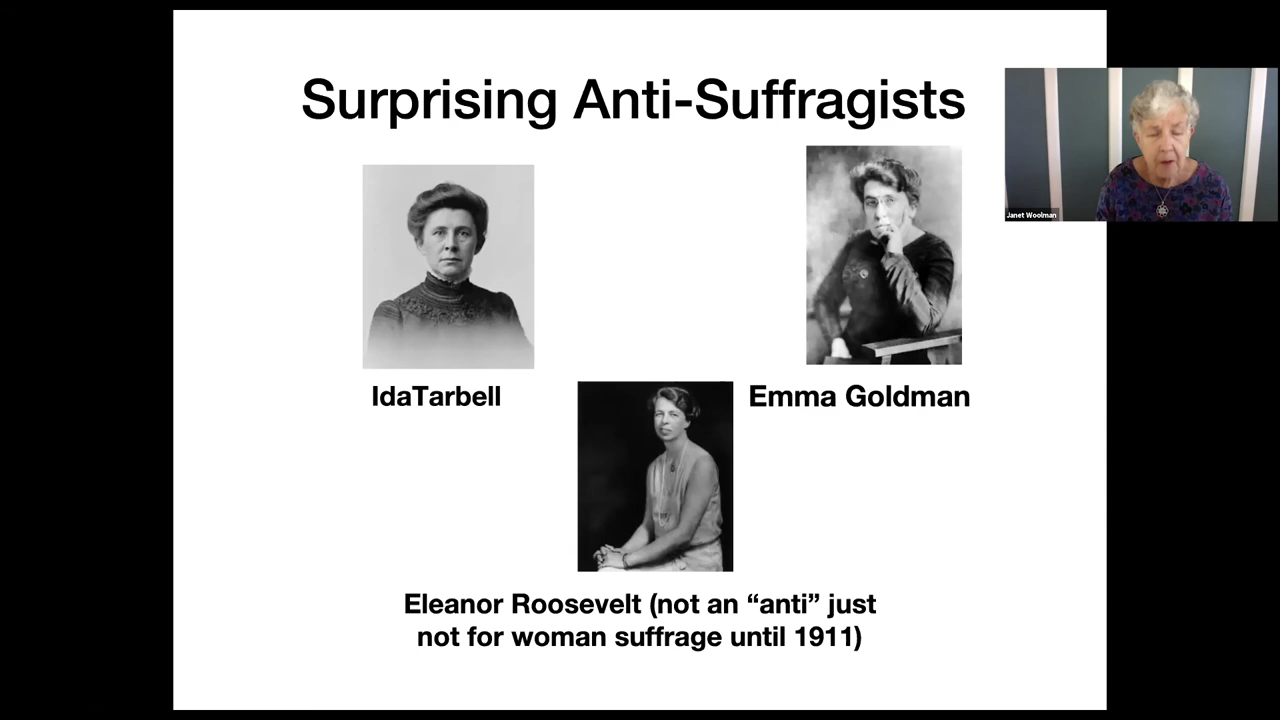 Surprising Anti-Suffragists
Janet Woolman
IdaTarbell
Emma Goldman
Eleanor Roosevelt (not an “anti” just
not for woman suffrage until 1911)